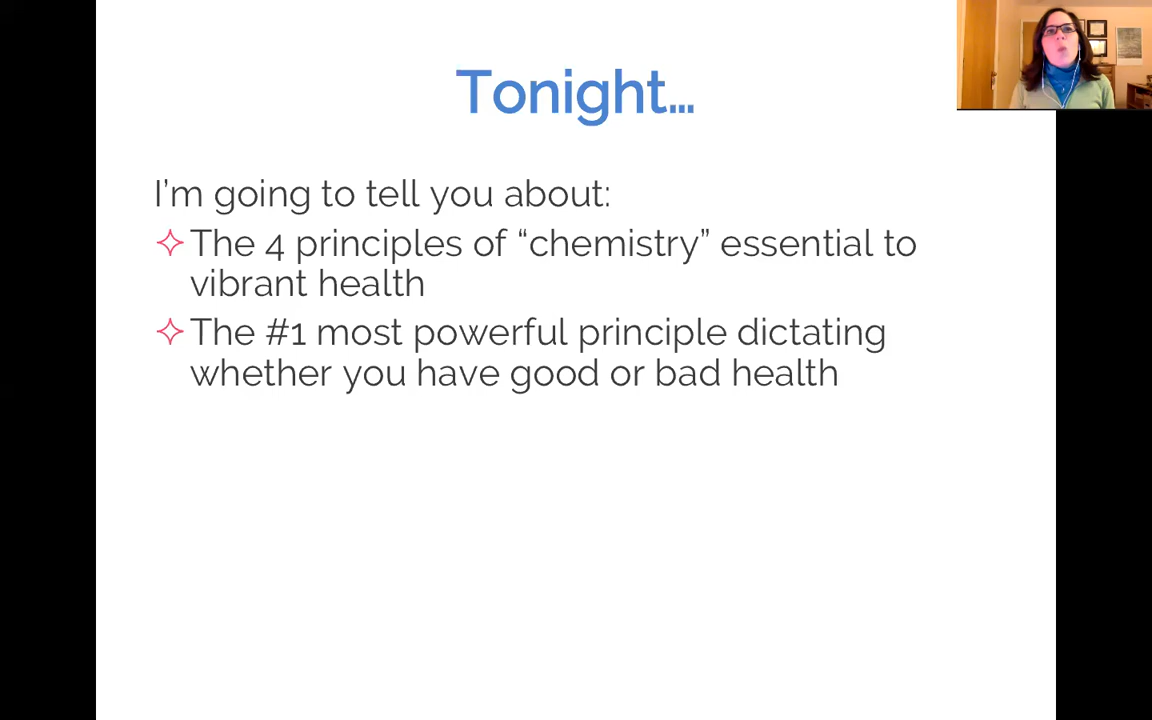 Tonight...
I'm going to tell you about:
The 4 principles of “chemistry” essential to
vibrant health
The #1 most powerful principle dictating
whether you have good or bad health